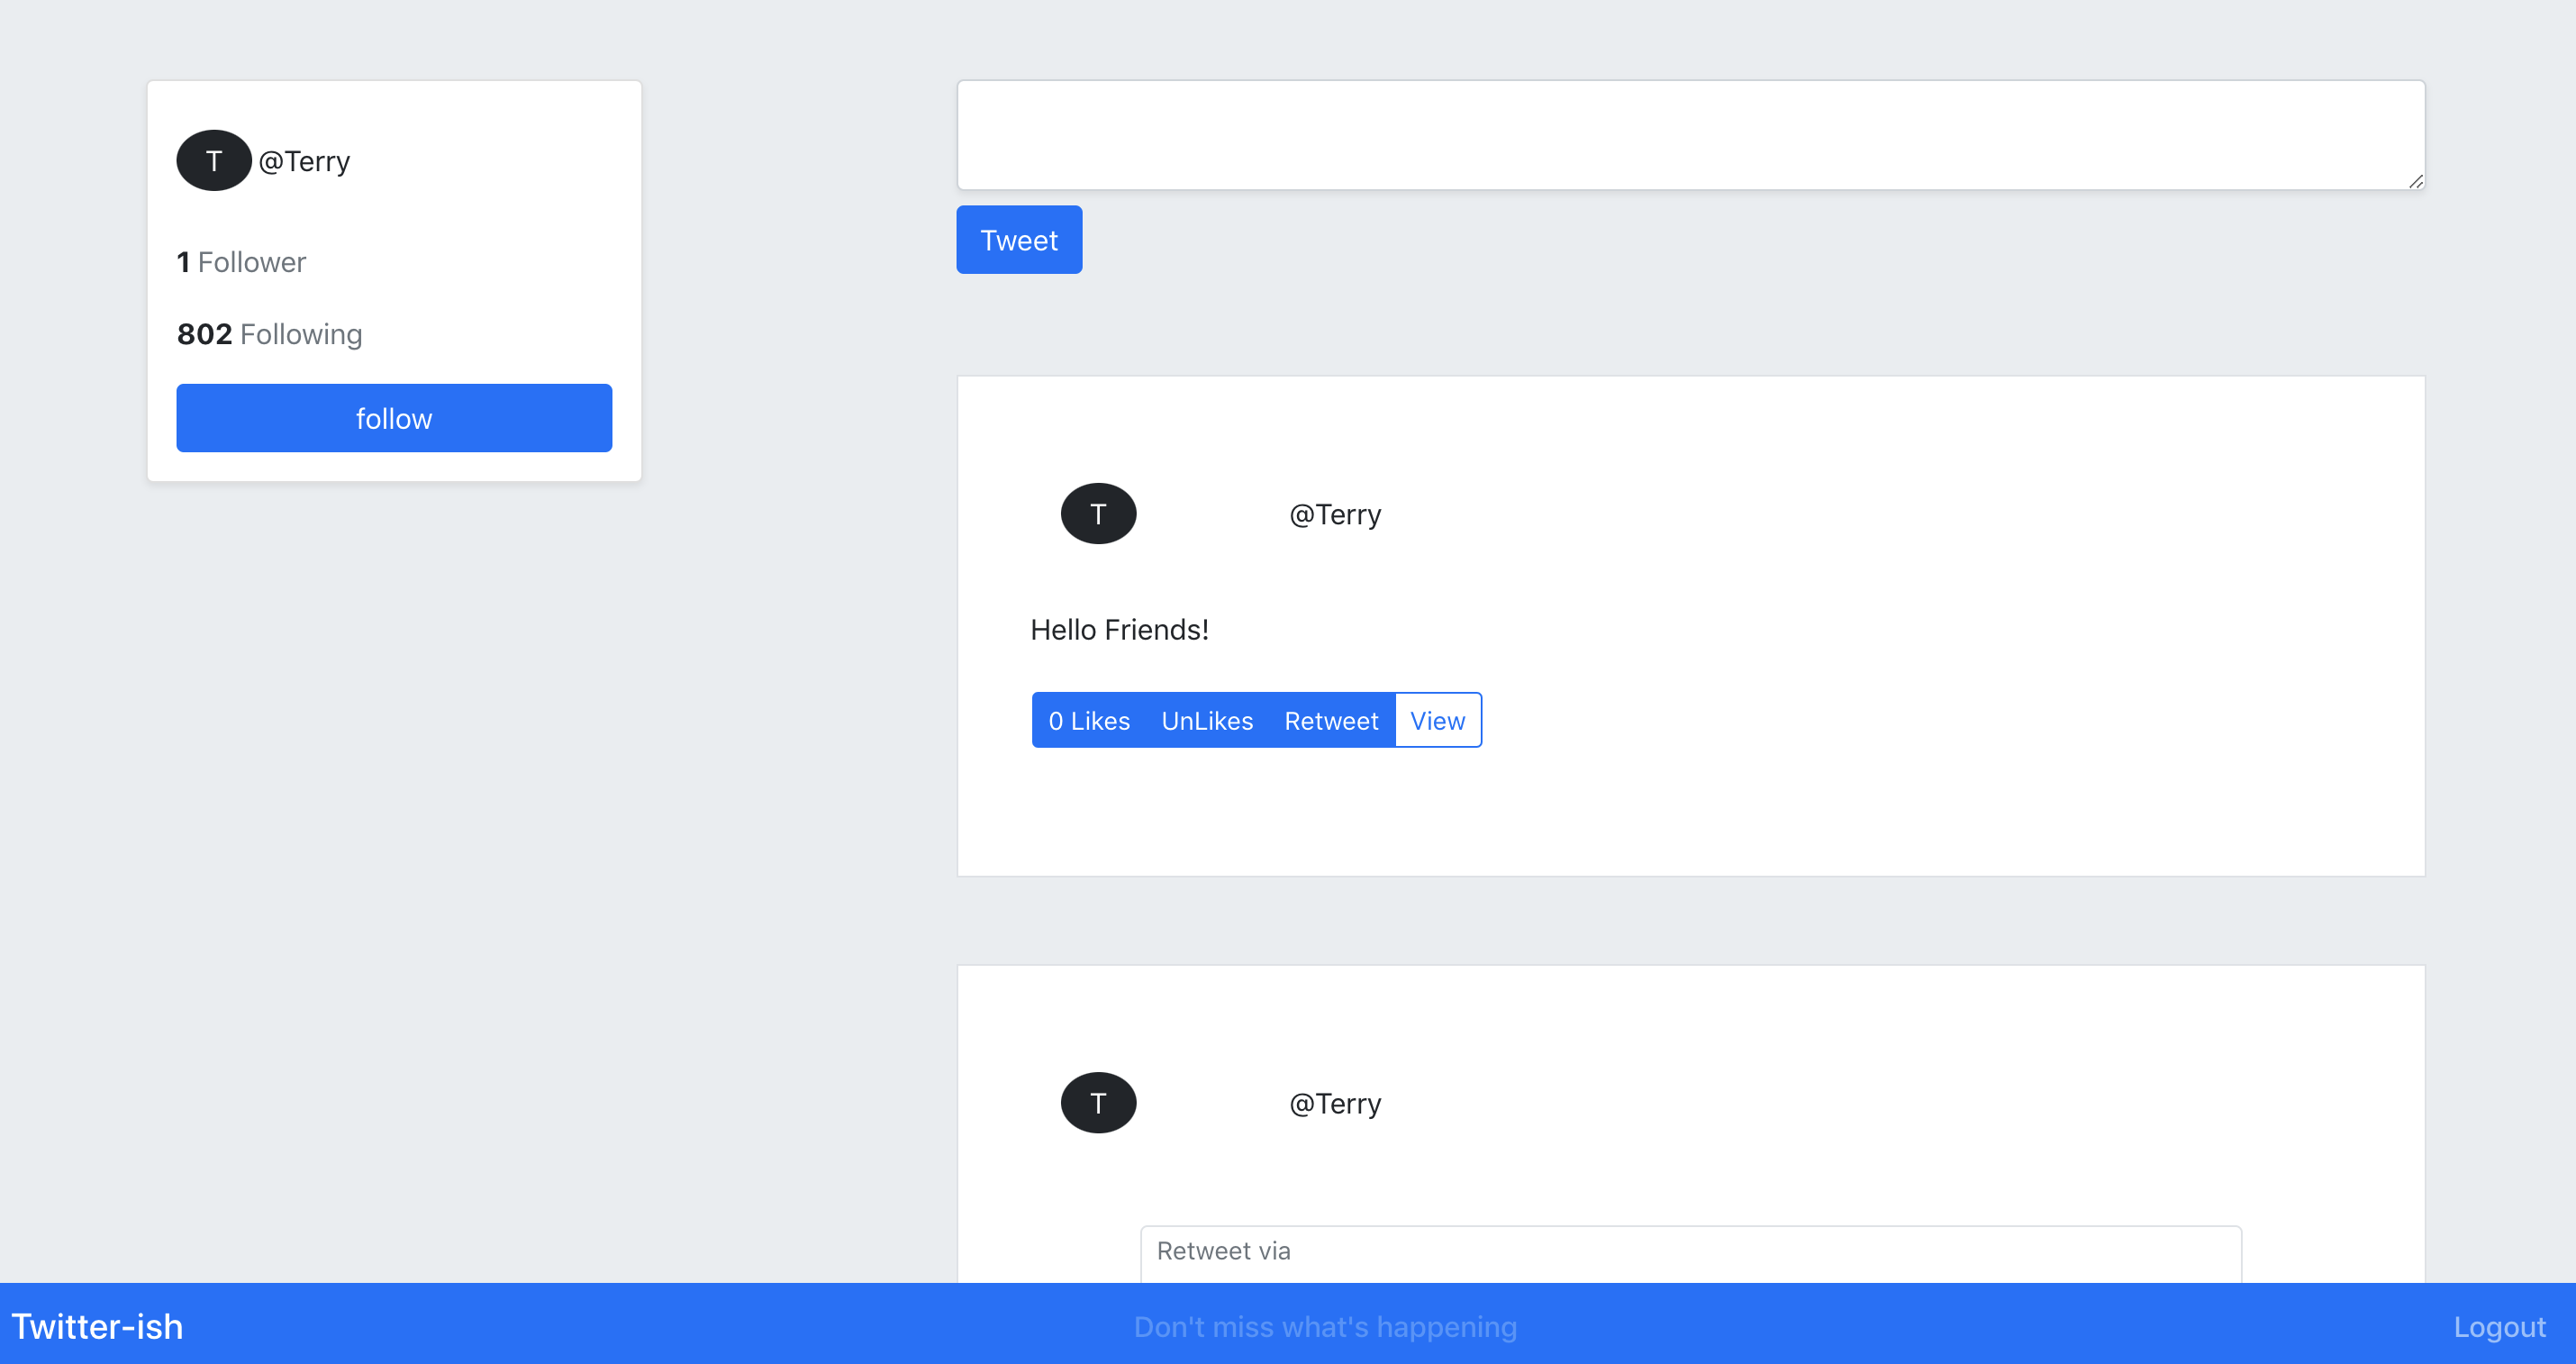 T @Terry
1 Follower
802 Following
follow
Tweet
T @Terry
Hello Friends!
0 Likes UnLikes Retweet View
T @Terry
Retweet via
Twitter-ish Don't miss what's happening Logout